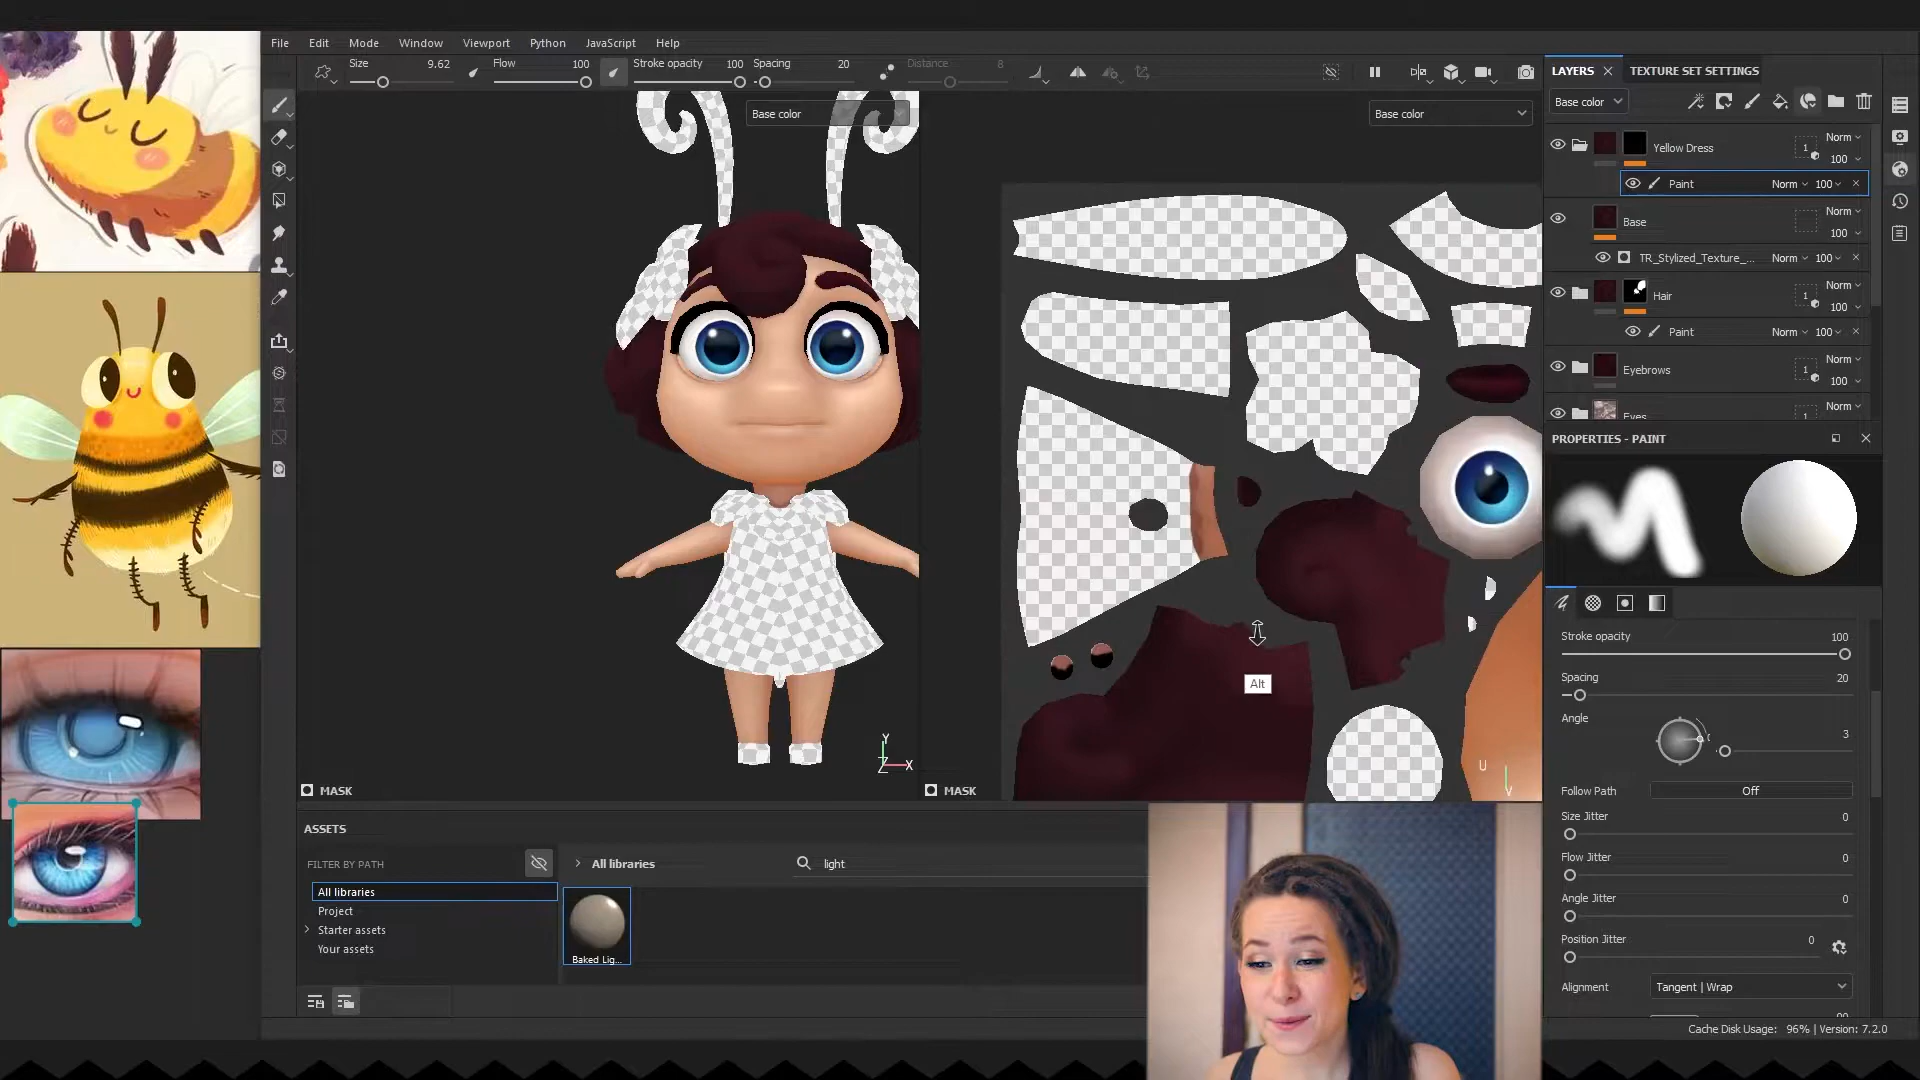 File Edit Mode Window Viewport Python JavaScript Help
Size 9.62 Flow 100 Stroke opacity 100 Spacing 20 Distance 8
LAYERS TEXTURE SET SETTINGS
Base color
Base color
Base color
Yellow Dress 1 Norm 100
Paint Norm 100
Base Norm 100
TR_Stylized_Texture_... Norm 100
Hair 1 Norm 100
Paint Norm 100
Eyebrows 1 Norm 100
Eyes 1 Norm
PROPERTIES - PAINT
Stroke opacity 100
Spacing 20
Angle 3
Follow Path Off
Size Jitter 0
Flow Jitter 0
Angle Jitter 0
Position Jitter 0
Alignment Tangent | Wrap
Alt
Y
Z X
U
V
MASK
MASK
ASSETS
FILTER BY PATH
All libraries
Project
Starter assets
Your assets
All libraries
light
Baked Lig...
Cache Disk Usage: 96% | Version: 7.2.0